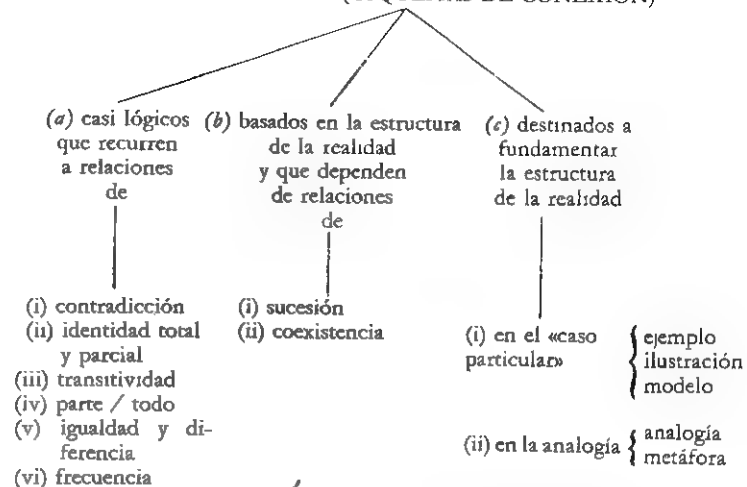 (a) casi lógicos
que recurren
a relaciones
de
(b) basados en la estructura
de la realidad
y que dependen
de relaciones
de
(c) destinados a
fundamentar
la estructura
de la realidad
(i) contradicción
(ii) identidad total
y parcial
(iii) transitividad
(iv) parte / todo
(v) igualdad y di-
ferencia
(vi) frecuencia
(i) sucesión
(ii) coexistencia
(i) en el «caso
particular»
ejemplo
ilustración
modelo
(ii) en la analogía
analogía
metáfora